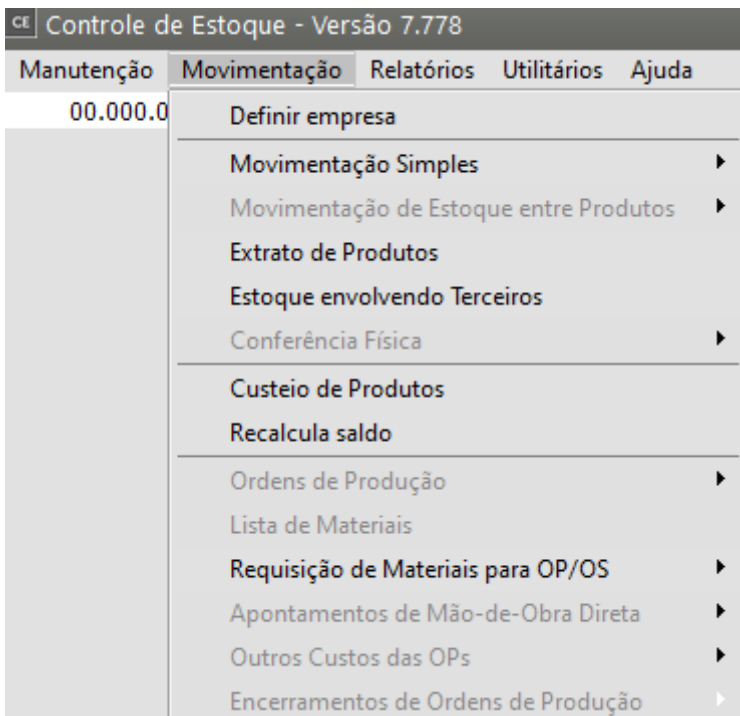 CE Controle de Estoque - Versão 7.778
Manutenção Movimentação Relatórios Utilitários Ajuda
00.000.0
Definir empresa
Movimentação Simples
Movimentação de Estoque entre Produtos
Extrato de Produtos
Estoque envolvendo Terceiros
Conferência Física
Custeio de Produtos
Recalcula saldo
Ordens de Produção
Lista de Materiais
Requisição de Materiais para OP/OS
Apontamentos de Mão-de-Obra Direta
Outros Custos das OPs
Encerramentos de Ordens de Produção